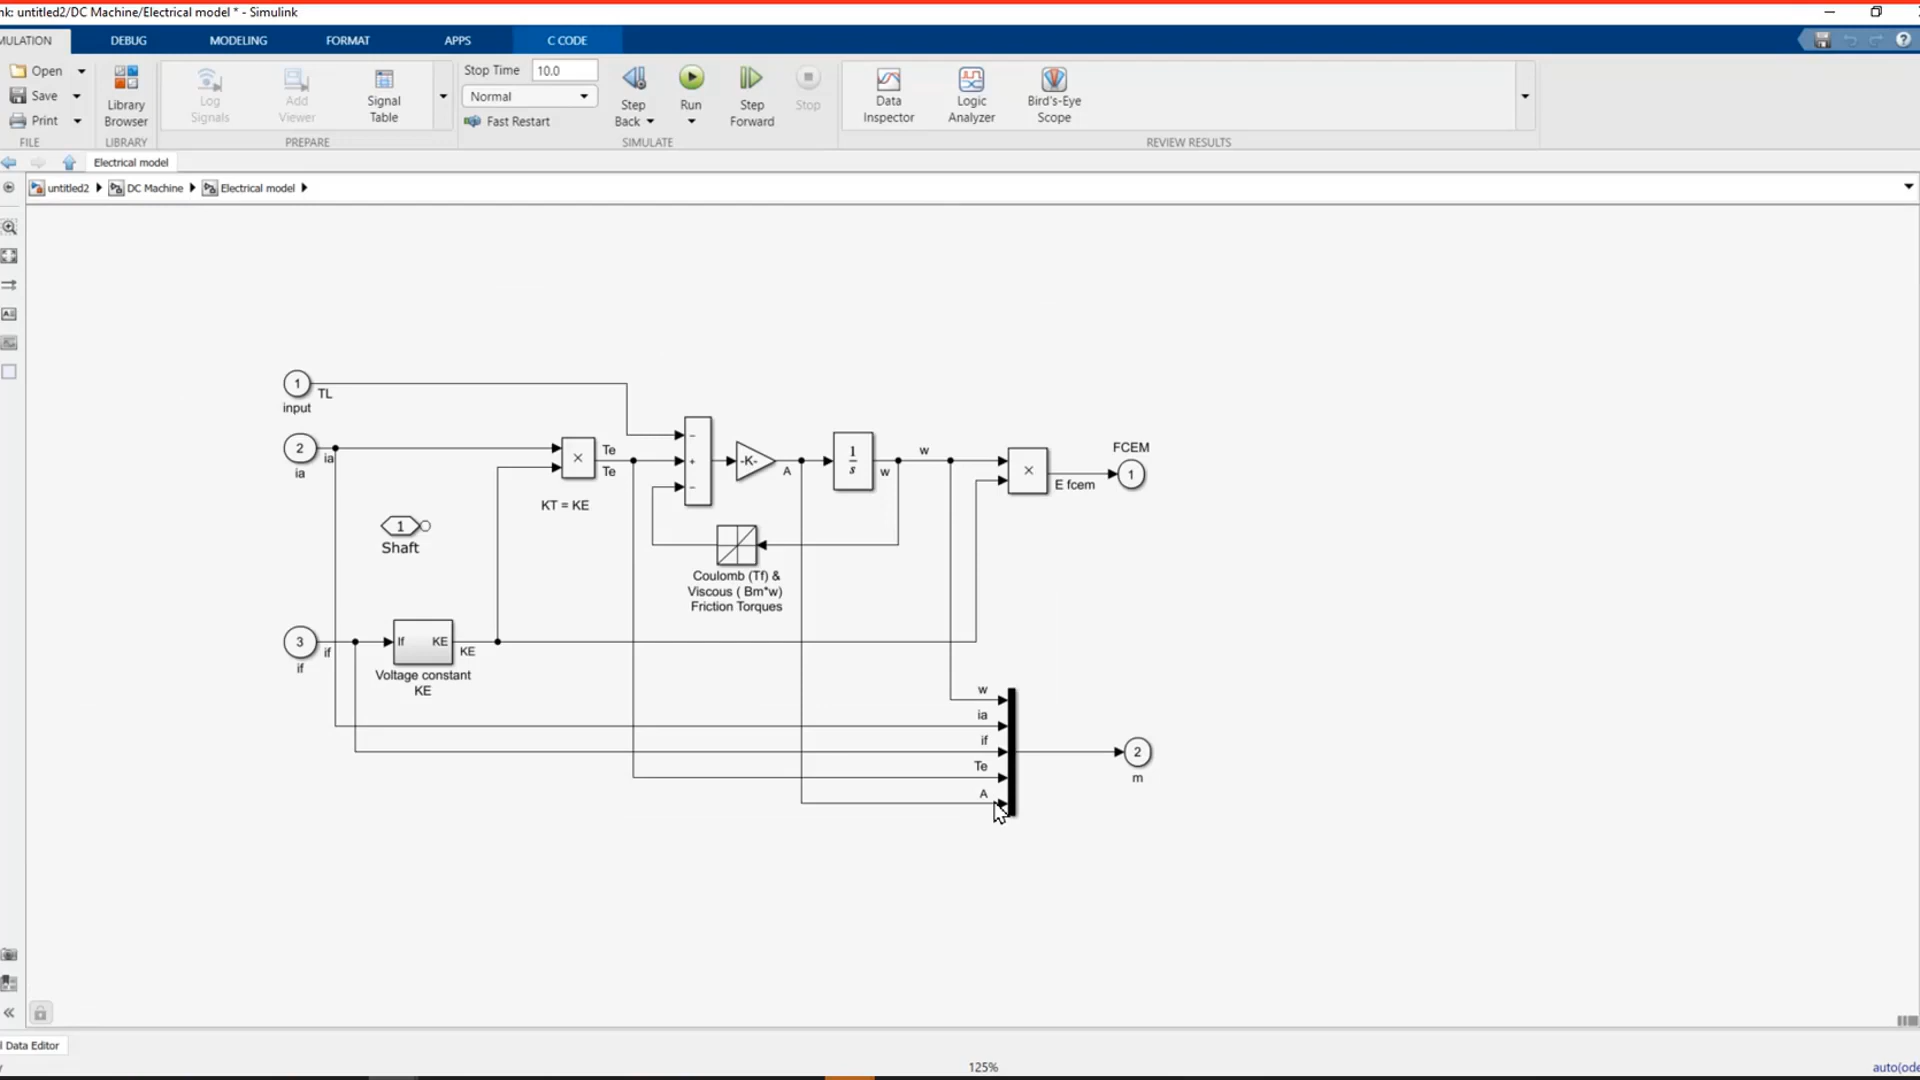 nk: untitled2/DC Machine/Electrical model * - Simulink
MULATION DEBUG MODELING FORMAT APPS C CODE
Open
Save
Print
FILE
Library
Browser
LIBRARY
Log
Signals
Add
Viewer
Signal
Table
PREPARE
Stop Time 10.0
Normal
Fast Restart
Step
Back
Run
Step
Forward
Stop
SIMULATE
Data
Inspector
Logic
Analyzer
Bird's-Eye
Scope
REVIEW RESULTS
Electrical model
untitled2 DC Machine Electrical model
1
TL
input
2
ia
ia
×
Te
Te
KT = KE
−
+
−
-K-
A
1
s
w
w
×
E fcem
FCEM
1
1
Shaft
Coulomb (Tf) &
Viscous ( Bm*w)
Friction Torques
3
if
if
If KE
KE
Voltage constant
KE
w
ia
if
Te
A
2
m
l Data Editor
125%
auto(ode